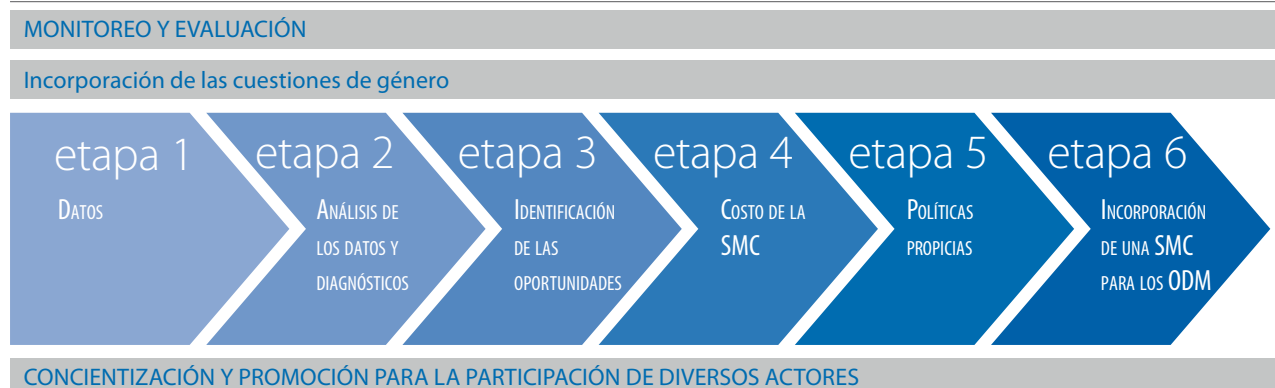 MONITOREO Y EVALUACIÓN
Incorporación de las cuestiones de género
etapa 1
DATOS
etapa 2
ANÁLISIS DE
LOS DATOS Y
DIAGNÓSTICOS
etapa 3
IDENTIFICACIÓN
DE LAS
OPORTUNIDADES
etapa 4
COSTO DE LA
SMC
etapa 5
POLÍTICAS
PROPICIAS
etapa 6
INCORPORACIÓN
DE UNA SMC
PARA LOS ODM
CONCIENTIZACIÓN Y PROMOCIÓN PARA LA PARTICIPACIÓN DE DIVERSOS ACTORES